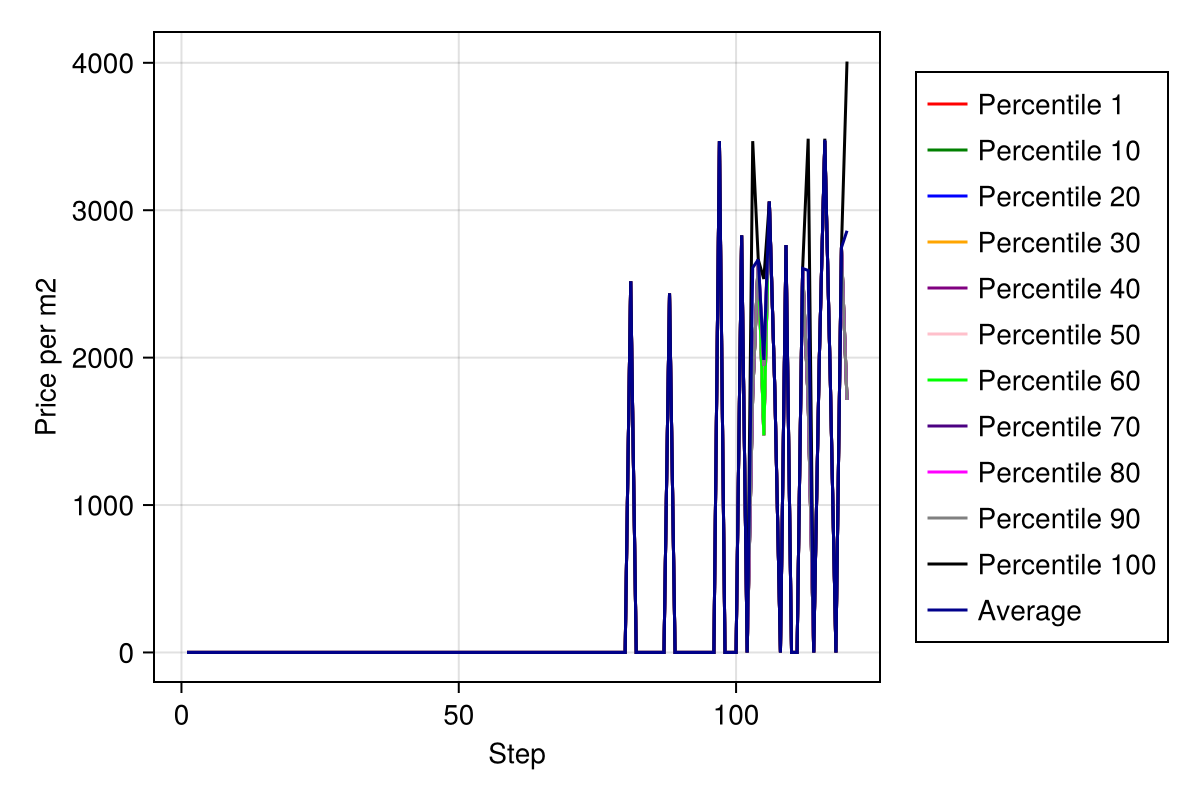 4000
3000
2000
1000
0
Price per m2
0
50
100
Step
Percentile 1
Percentile 10
Percentile 20
Percentile 30
Percentile 40
Percentile 50
Percentile 60
Percentile 70
Percentile 80
Percentile 90
Percentile 100
Average